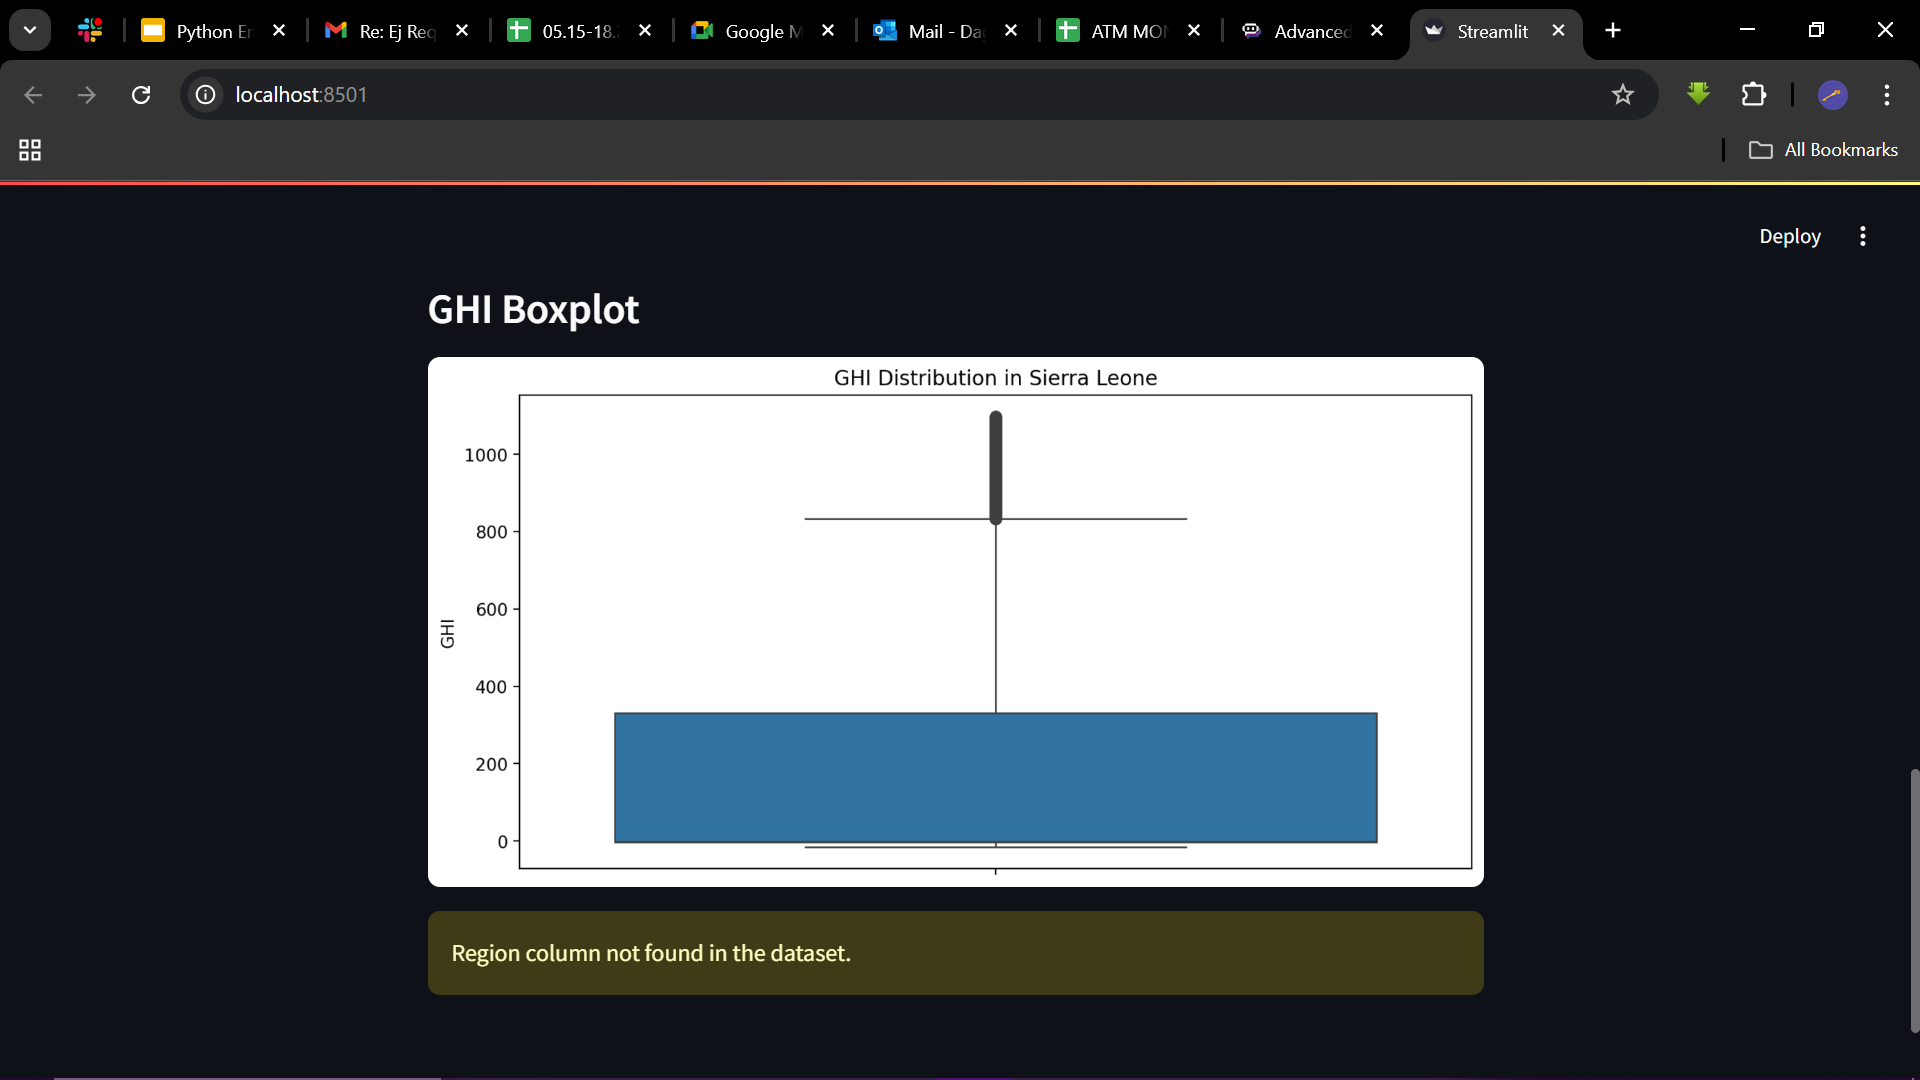 Python Er
Re: Ej Req
05.15-18.
Google M
Mail - Da
ATM MO
Advanced
Streamlit
localhost:8501
All Bookmarks
Deploy
GHI Boxplot
GHI Distribution in Sierra Leone
1000
800
600
400
200
0
GHI
Region column not found in the dataset.